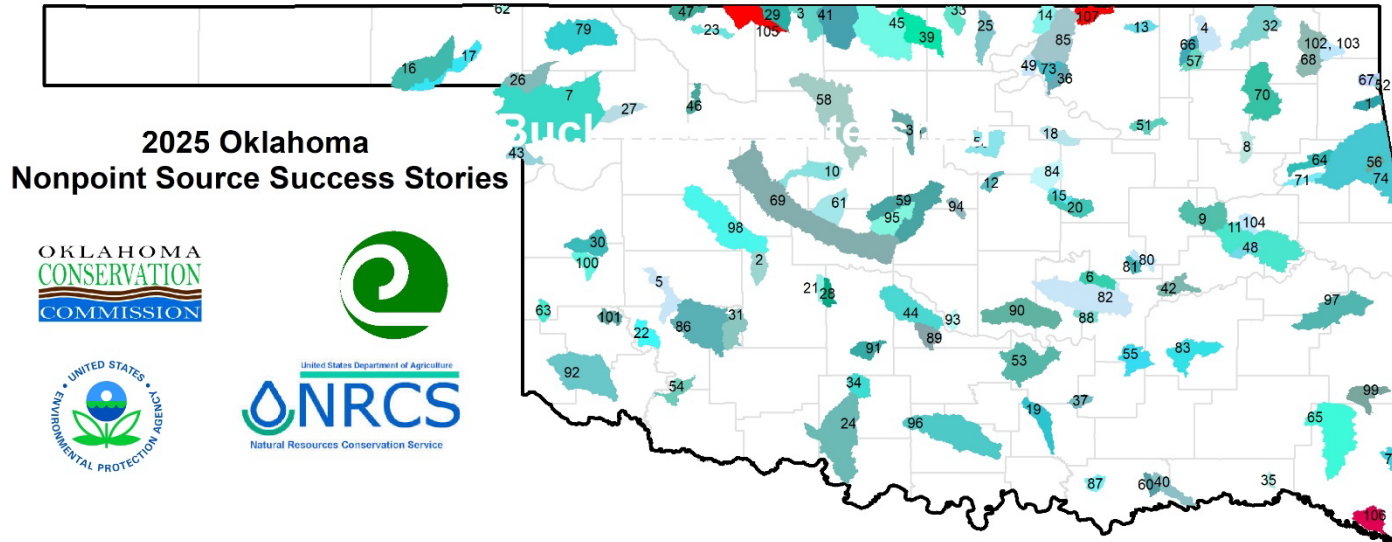 2025 Oklahoma
Nonpoint Source Success Stories
OKLAHOMA
CONSERVATION
COMMISSION
UNITED STATES
ENVIRONMENTAL PROTECTION AGENCY
United States Department of Agriculture
NRCS
Natural Resources Conservation Service
62 47 29 3 41 45 33 25 14 107 13 4 32 102, 103
79 23 105 39 85 66 57 68
16 17 26 49 73 36 67 52
7 27 46 58 70 1
3 51 18 8
43 10 12 84 64 56 71 74
69 61 59 94 15 20
98 95 9 11 104 48
30 100 2 81 80
5 21 28 6 82 42
63 101 22 86 31 44 93 90 88 97
89 91 53 55 83
92 54 34 37 99
24 96 19 65
87 60 40 35
106